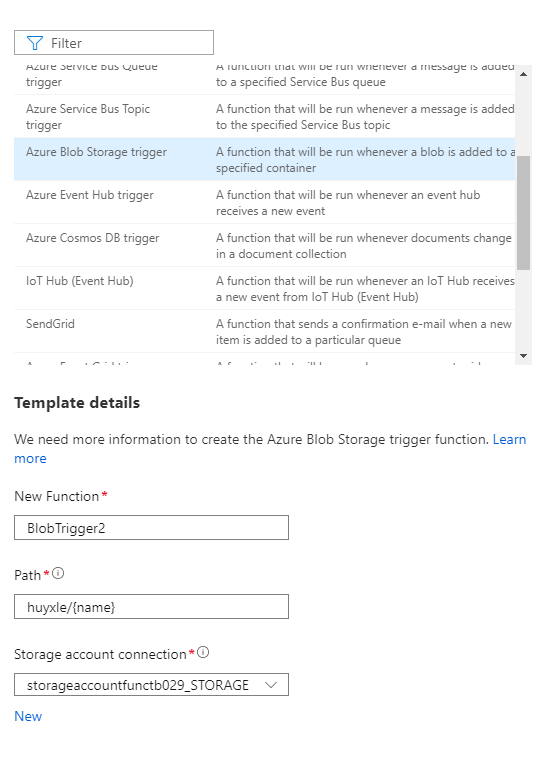 Filter
Azure Service Bus Queue
trigger
A function that will be run whenever a message is added
to a specified Service Bus queue
Azure Service Bus Topic
trigger
A function that will be run whenever a message is added
to the specified Service Bus topic
Azure Blob Storage trigger
A function that will be run whenever a blob is added to a
specified container
Azure Event Hub trigger
A function that will be run whenever an event hub
receives a new event
Azure Cosmos DB trigger
A function that will be run whenever documents change
in a document collection
IoT Hub (Event Hub)
A function that will be run whenever an IoT Hub receives
a new event from IoT Hub (Event Hub)
SendGrid
A function that sends a confirmation e-mail when a new
item is added to a particular queue
Template details
We need more information to create the Azure Blob Storage trigger function. Learn
more
New Function*
BlobTrigger2
Path*
huyxle/{name}
Storage account connection*
storageaccountfunctb029_STORAGE
New